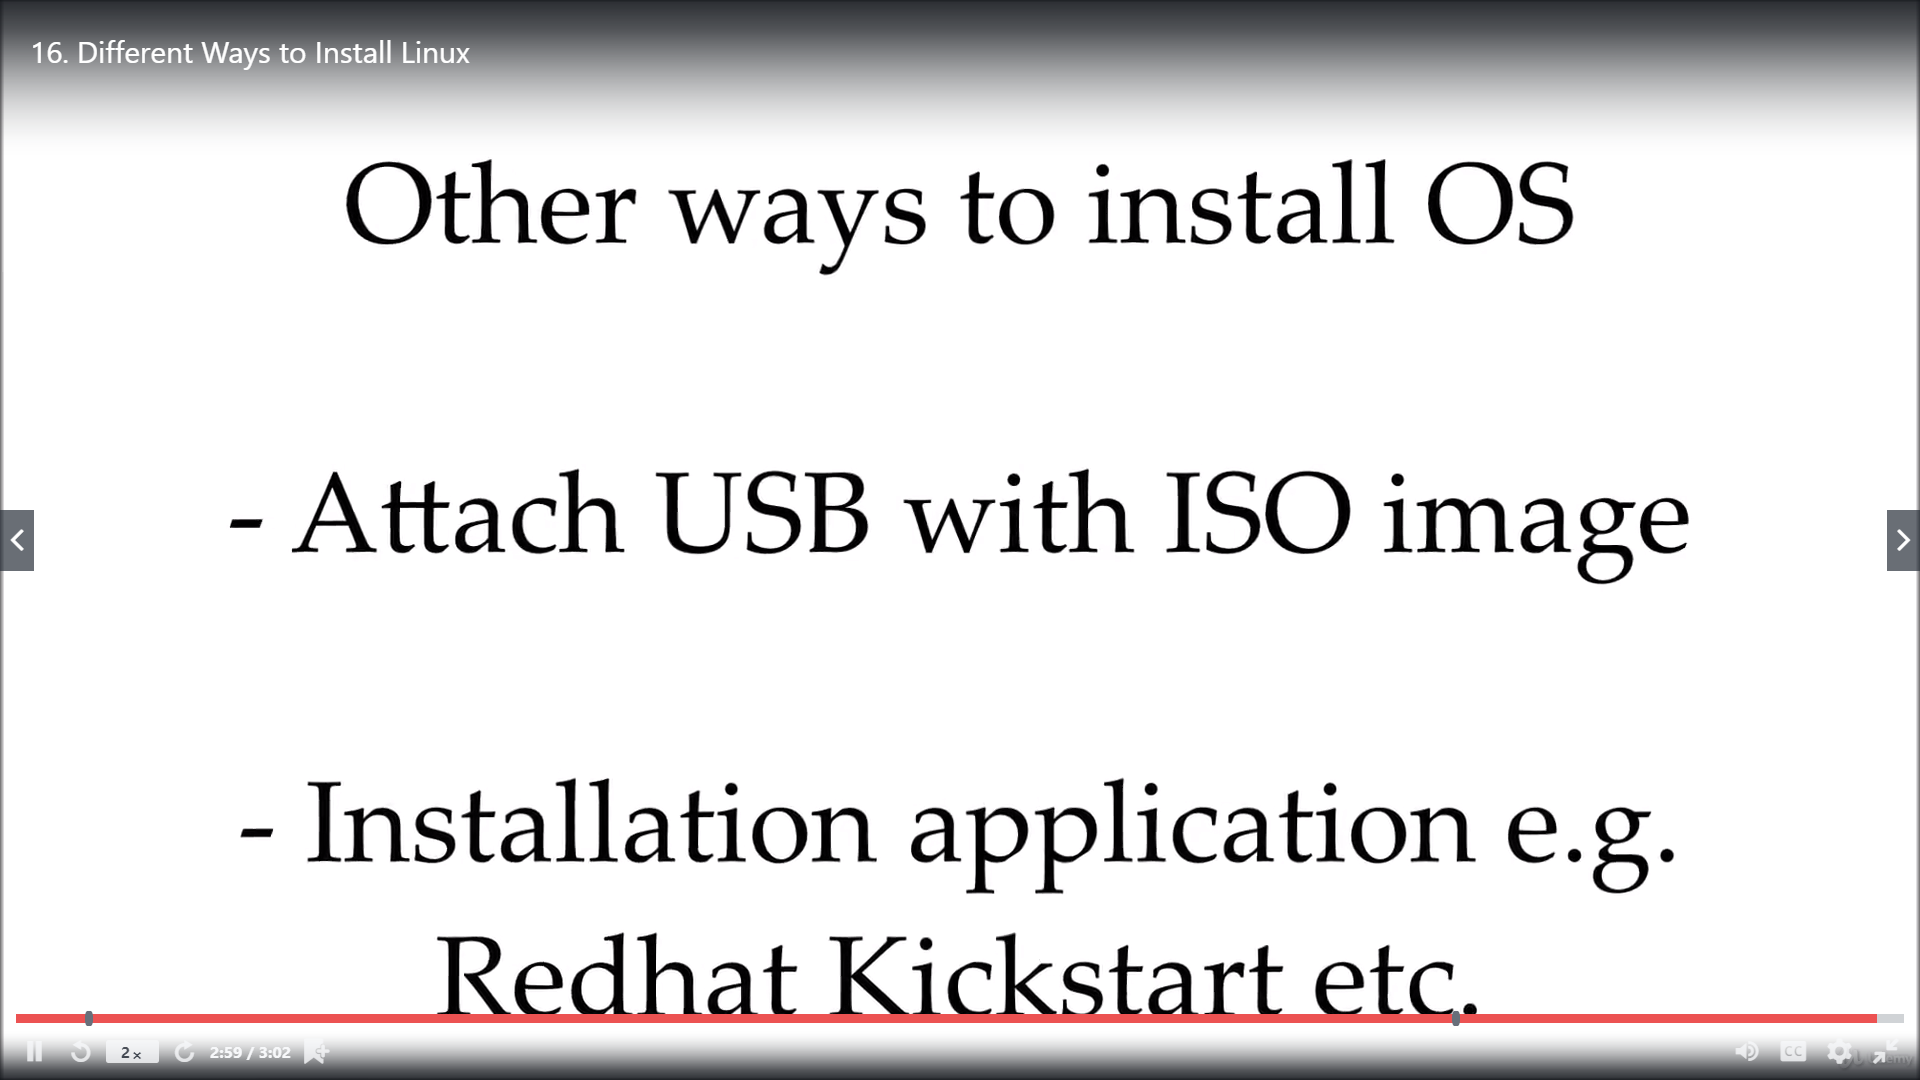 16. Different Ways to Install Linux
Other ways to install OS
- Attach USB with ISO image
- Installation application e.g.
Redhat Kickstart etc.
2x
2:59 / 3:02
CC